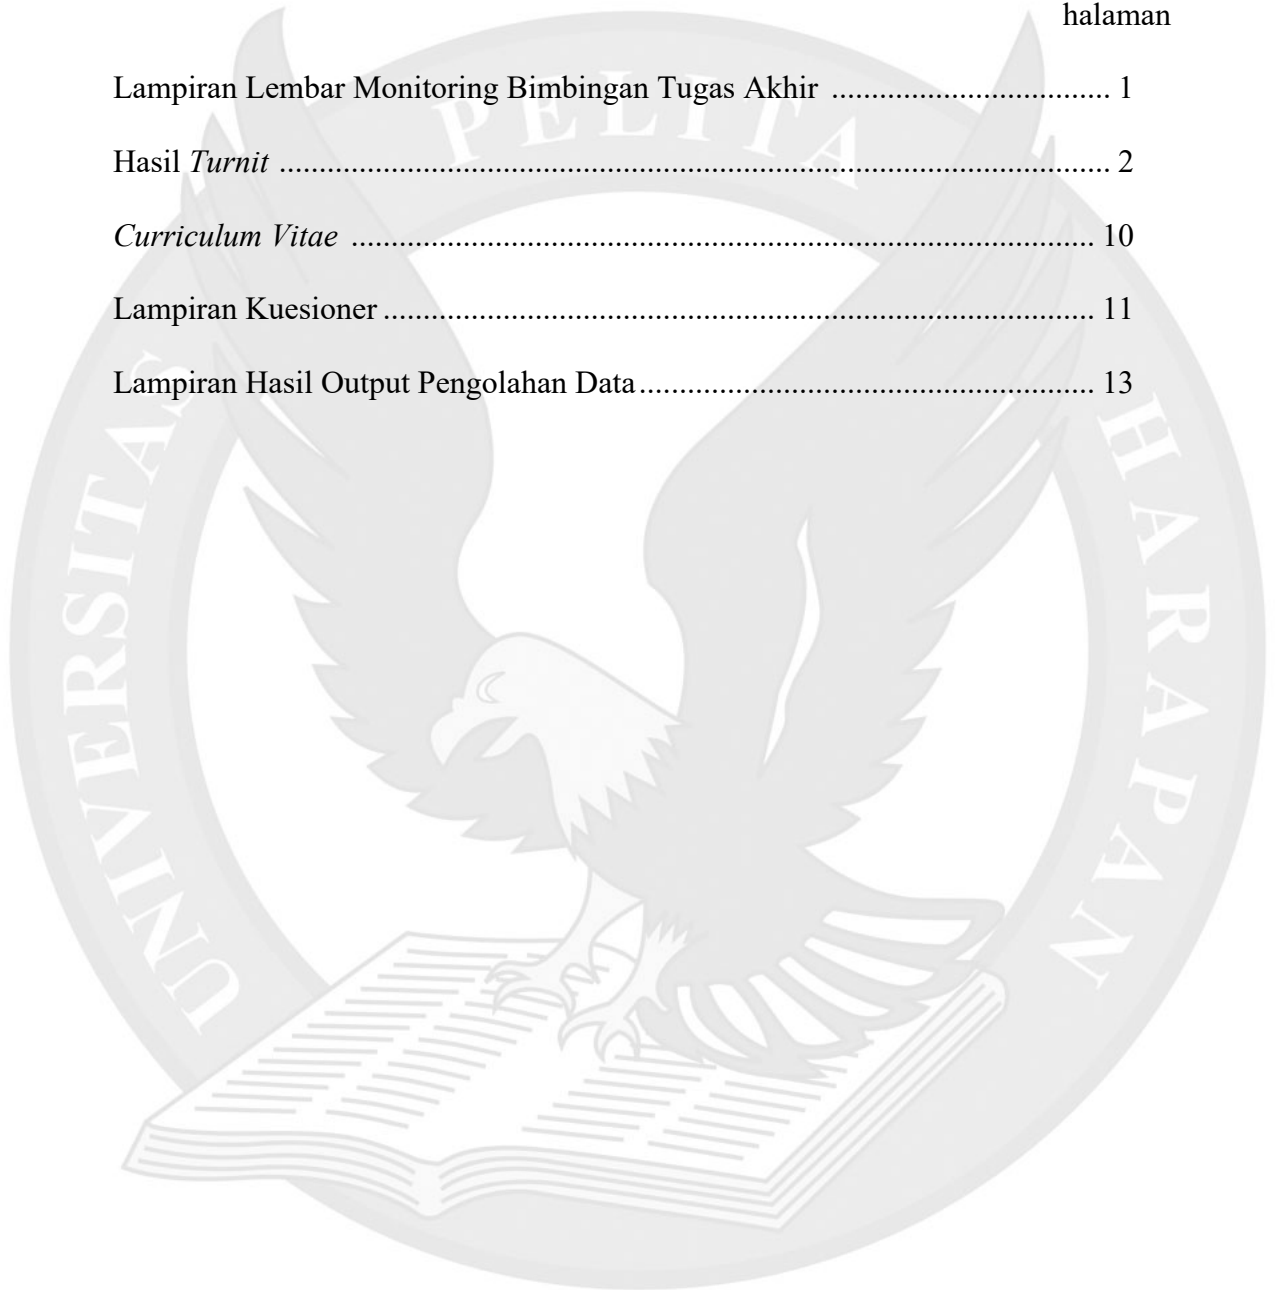 halaman
Lampiran Lembar Monitoring Bimbingan Tugas Akhir ................................. 1
Hasil Turnit ................................................................................................... 2
Curriculum Vitae ........................................................................................ 10
Lampiran Kuesioner .................................................................................... 11
Lampiran Hasil Output Pengolahan Data ...................................................... 13
UNIVERSITAS PELITA HARAPAN